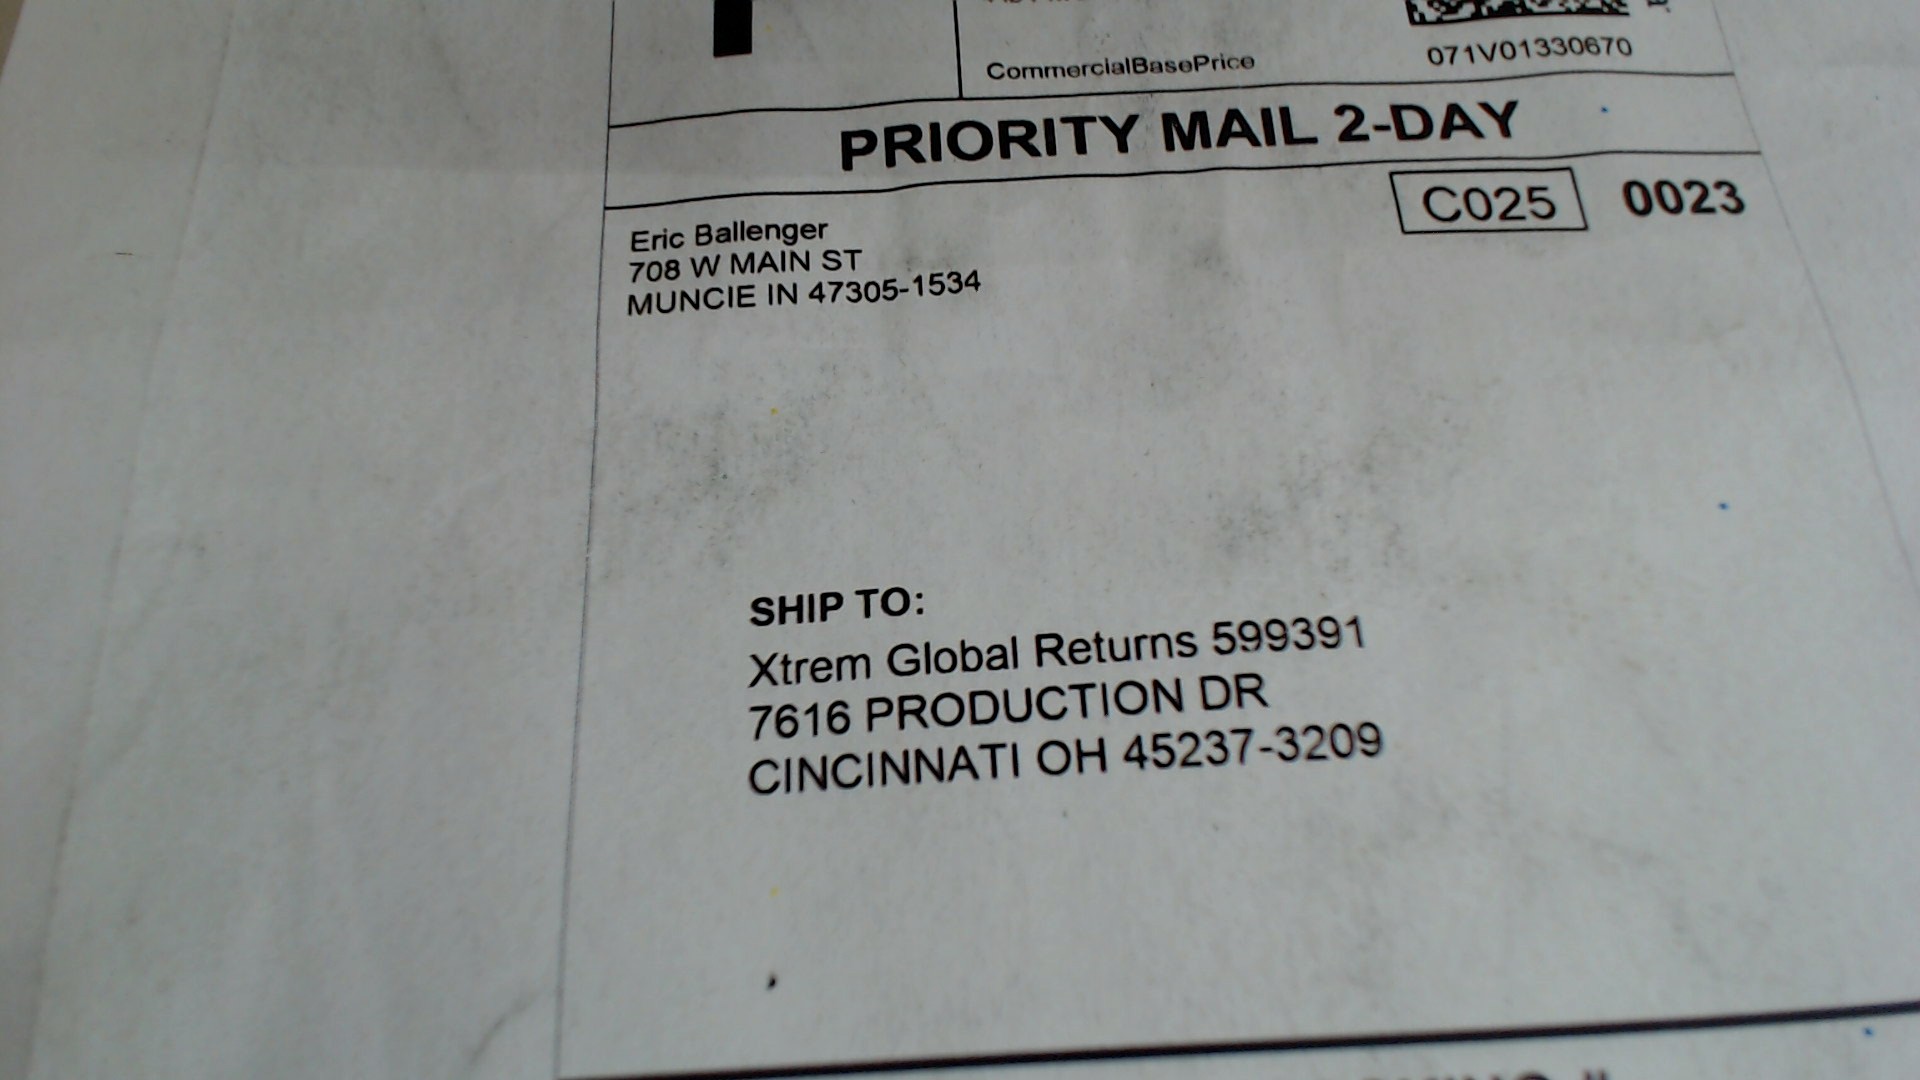 CommercialBasePrice
071V01330670
PRIORITY MAIL 2-DAY
C025 0023
Eric Ballenger
708 W MAIN ST
MUNCIE IN 47305-1534
SHIP TO:
Xtrem Global Returns 599391
7616 PRODUCTION DR
CINCINNATI OH 45237-3209